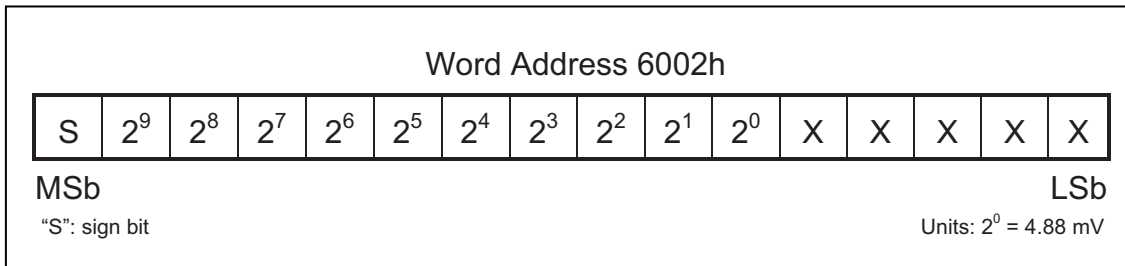 Word Address 6002h
S 2⁹ 2⁸ 2⁷ 2⁶ 2⁵ 2⁴ 2³ 2² 2¹ 2⁰ X X X X X
MSb LSb
“S”: sign bit Units: 2⁰ = 4.88 mV